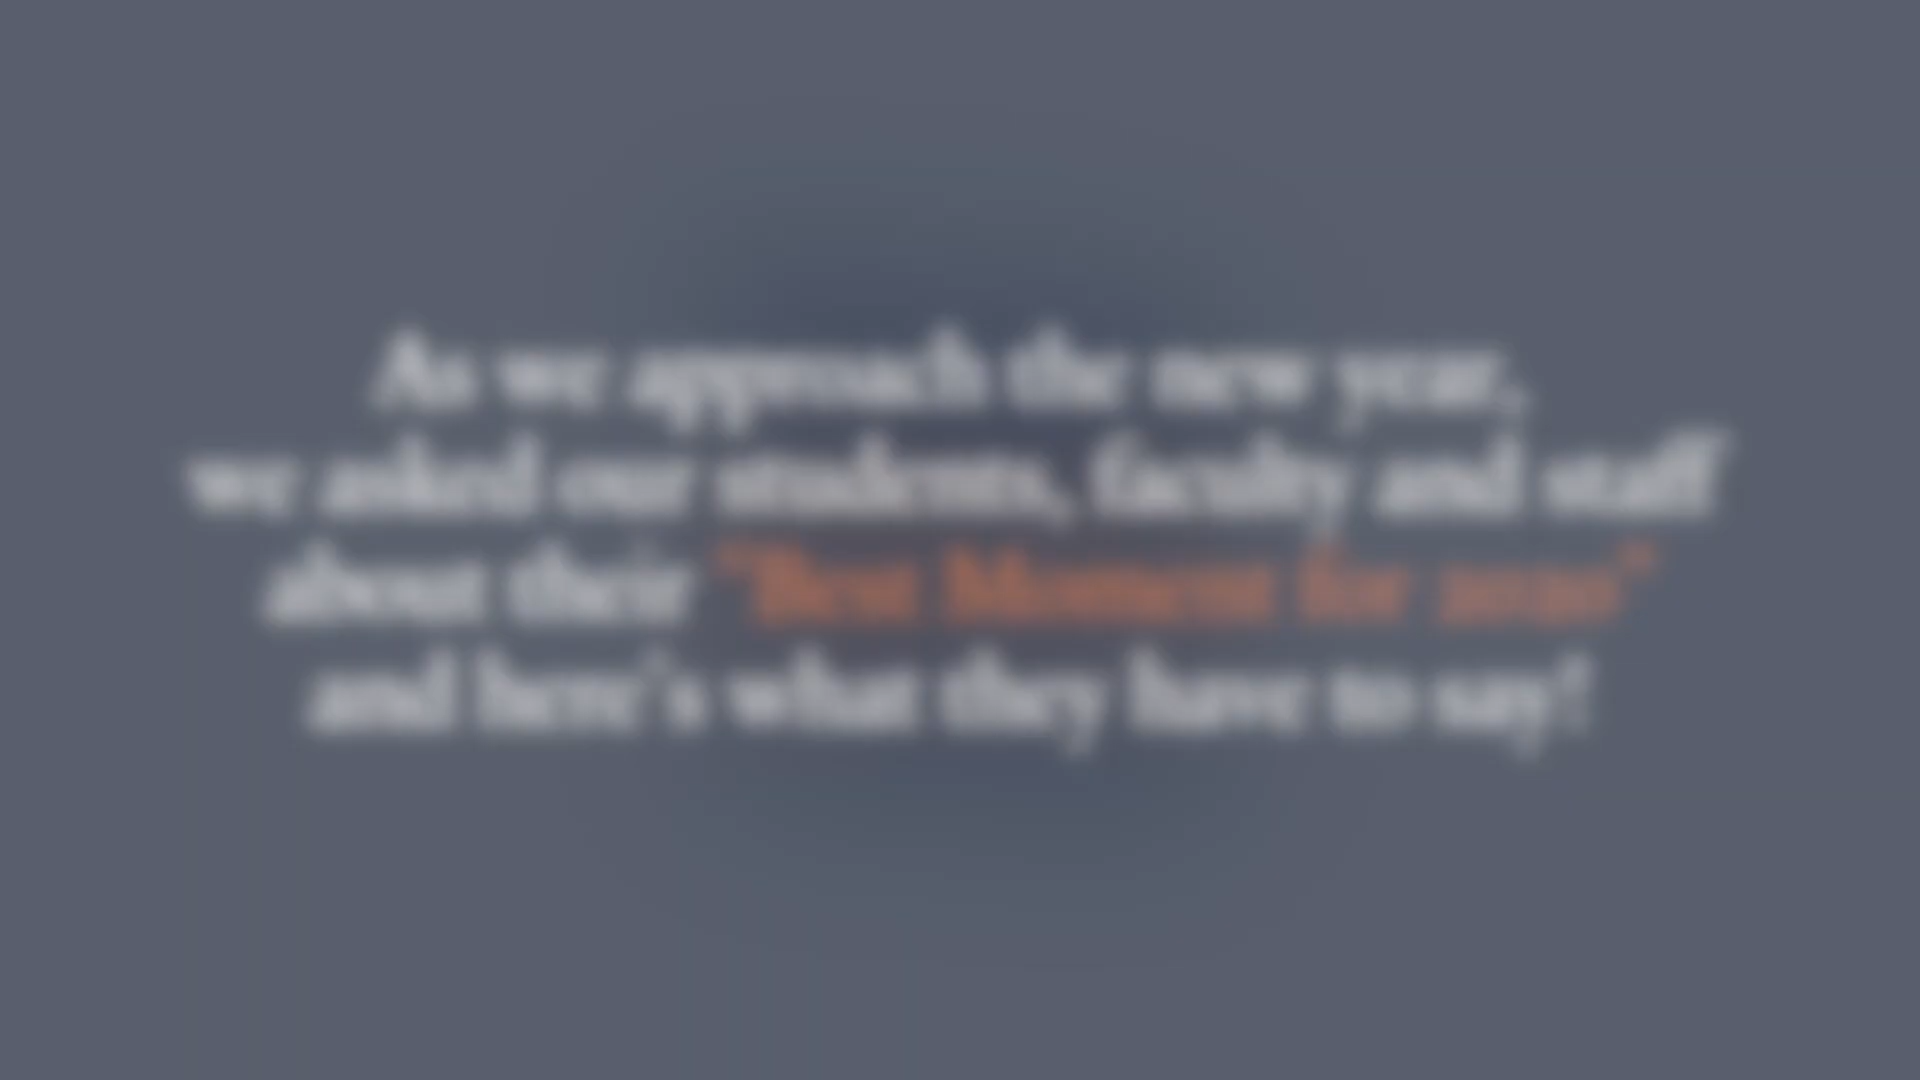 As we approach the new year,
we asked our students, faculty and staff
about their "Best Moment for
and here's what they have to say!